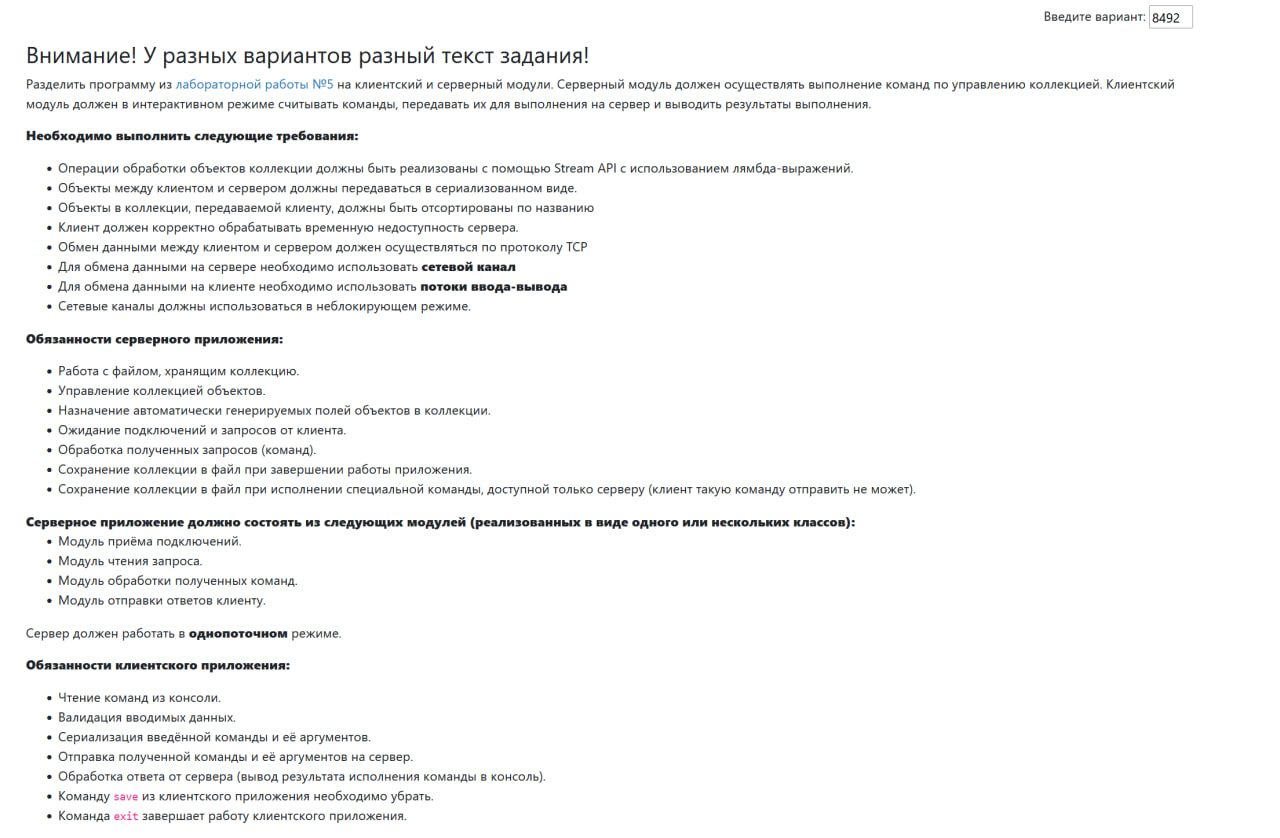 Введите вариант: 8492
Внимание! У разных вариантов разный текст задания!
Разделить программу из лабораторной работы №5 на клиентский и серверный модули. Серверный модуль должен осуществлять выполнение команд по управлению коллекцией. Клиентский
модуль должен в интерактивном режиме считывать команды, передавать их для выполнения на сервер и выводить результаты выполнения.
Необходимо выполнить следующие требования:
• Операции обработки объектов коллекции должны быть реализованы с помощью Stream API с использованием лямбда-выражений.
• Объекты между клиентом и сервером должны передаваться в сериализованном виде.
• Объекты в коллекции, передаваемой клиенту, должны быть отсортированы по названию
• Клиент должен корректно обрабатывать временную недоступность сервера.
• Обмен данными между клиентом и сервером должен осуществляться по протоколу TCP
• Для обмена данными на сервере необходимо использовать сетевой канал
• Для обмена данными на клиенте необходимо использовать потоки ввода-вывода
• Сетевые каналы должны использоваться в неблокирующем режиме.
Обязанности серверного приложения:
• Работа с файлом, хранящим коллекцию.
• Управление коллекцией объектов.
• Назначение автоматически генерируемых полей объектов в коллекции.
• Ожидание подключений и запросов от клиента.
• Обработка полученных запросов (команд).
• Сохранение коллекции в файл при завершении работы приложения.
• Сохранение коллекции в файл при исполнении специальной команды, доступной только серверу (клиент такую команду отправить не может).
Серверное приложение должно состоять из следующих модулей (реализованных в виде одного или нескольких классов):
• Модуль приёма подключений.
• Модуль чтения запроса.
• Модуль обработки полученных команд.
• Модуль отправки ответов клиенту.
Сервер должен работать в однопоточном режиме.
Обязанности клиентского приложения:
• Чтение команд из консоли.
• Валидация вводимых данных.
• Сериализация введённой команды и её аргументов.
• Отправка полученной команды и её аргументов на сервер.
• Обработка ответа от сервера (вывод результата исполнения команды в консоль).
• Команду save из клиентского приложения необходимо убрать.
• Команда exit завершает работу клиентского приложения.